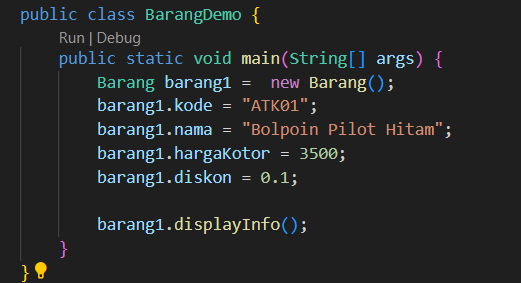 public class BarangDemo {
Run | Debug
public static void main(String[] args) {
Barang barang1 =  new Barang();
barang1.kode = "ATK01";
barang1.nama = "Bolpoin Pilot Hitam";
barang1.hargaKotor = 3500;
barang1.diskon = 0.1;
barang1.displayInfo();
}
}